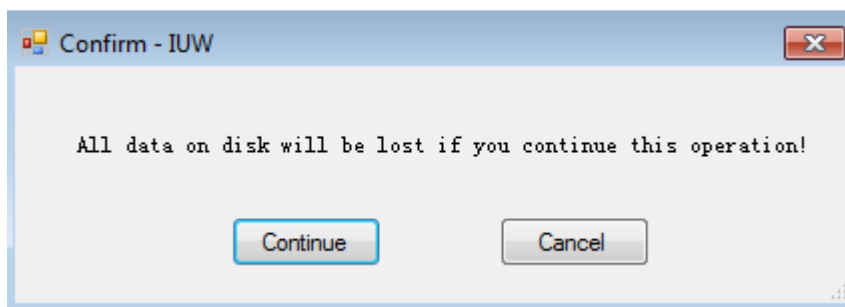 Confirm - IUW
All data on disk will be lost if you continue this operation!
Continue Cancel